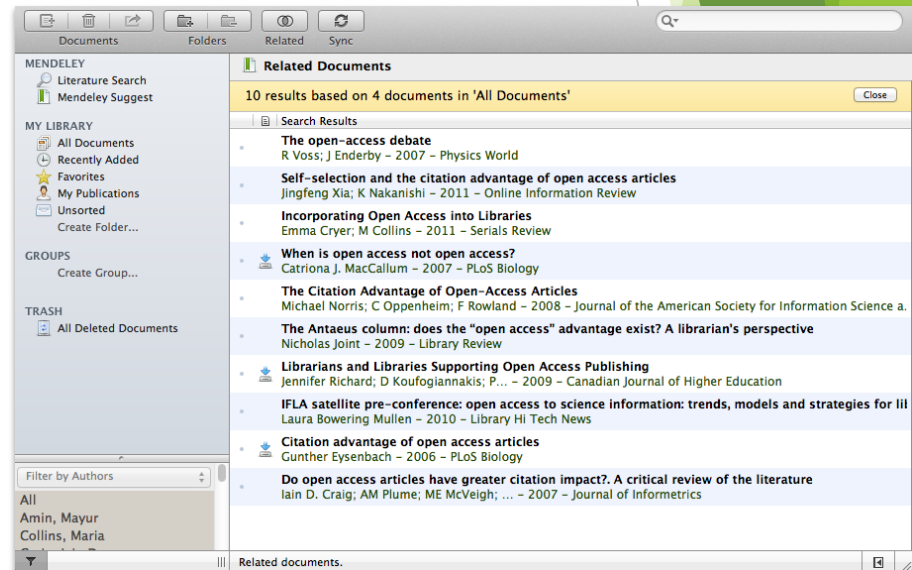 Documents
Folders
Related
Sync
MENDELEY
Literature Search
Mendeley Suggest
MY LIBRARY
All Documents
Recently Added
Favorites
My Publications
Unsorted
Create Folder...
GROUPS
Create Group...
TRASH
All Deleted Documents
Filter by Authors
All
Amin, Mayur
Collins, Maria
Related Documents
10 results based on 4 documents in 'All Documents'
Close
Search Results
The open-access debate
R Voss; J Enderby – 2007 – Physics World
Self-selection and the citation advantage of open access articles
Jingfeng Xia; K Nakanishi – 2011 – Online Information Review
Incorporating Open Access into Libraries
Emma Cryer; M Collins – 2011 – Serials Review
When is open access not open access?
Catriona J. MacCallum – 2007 – PLoS Biology
The Citation Advantage of Open-Access Articles
Michael Norris; C Oppenheim; F Rowland – 2008 – Journal of the American Society for Information Science a.
The Antaeus column: does the “open access” advantage exist? A librarian's perspective
Nicholas Joint – 2009 – Library Review
Librarians and Libraries Supporting Open Access Publishing
Jennifer Richard; D Koufogiannakis; P... – 2009 – Canadian Journal of Higher Education
IFLA satellite pre-conference: open access to science information: trends, models and strategies for
Laura Bowering Mullen – 2010 – Library Hi Tech News
Citation advantage of open access articles
Gunther Eysenbach – 2006 – PLoS Biology
Do open access articles have greater citation impact?. A critical review of the literature
Iain D. Craig; AM Plume; ME McVeigh; ... – 2007 – Journal of Informetrics
Related documents.